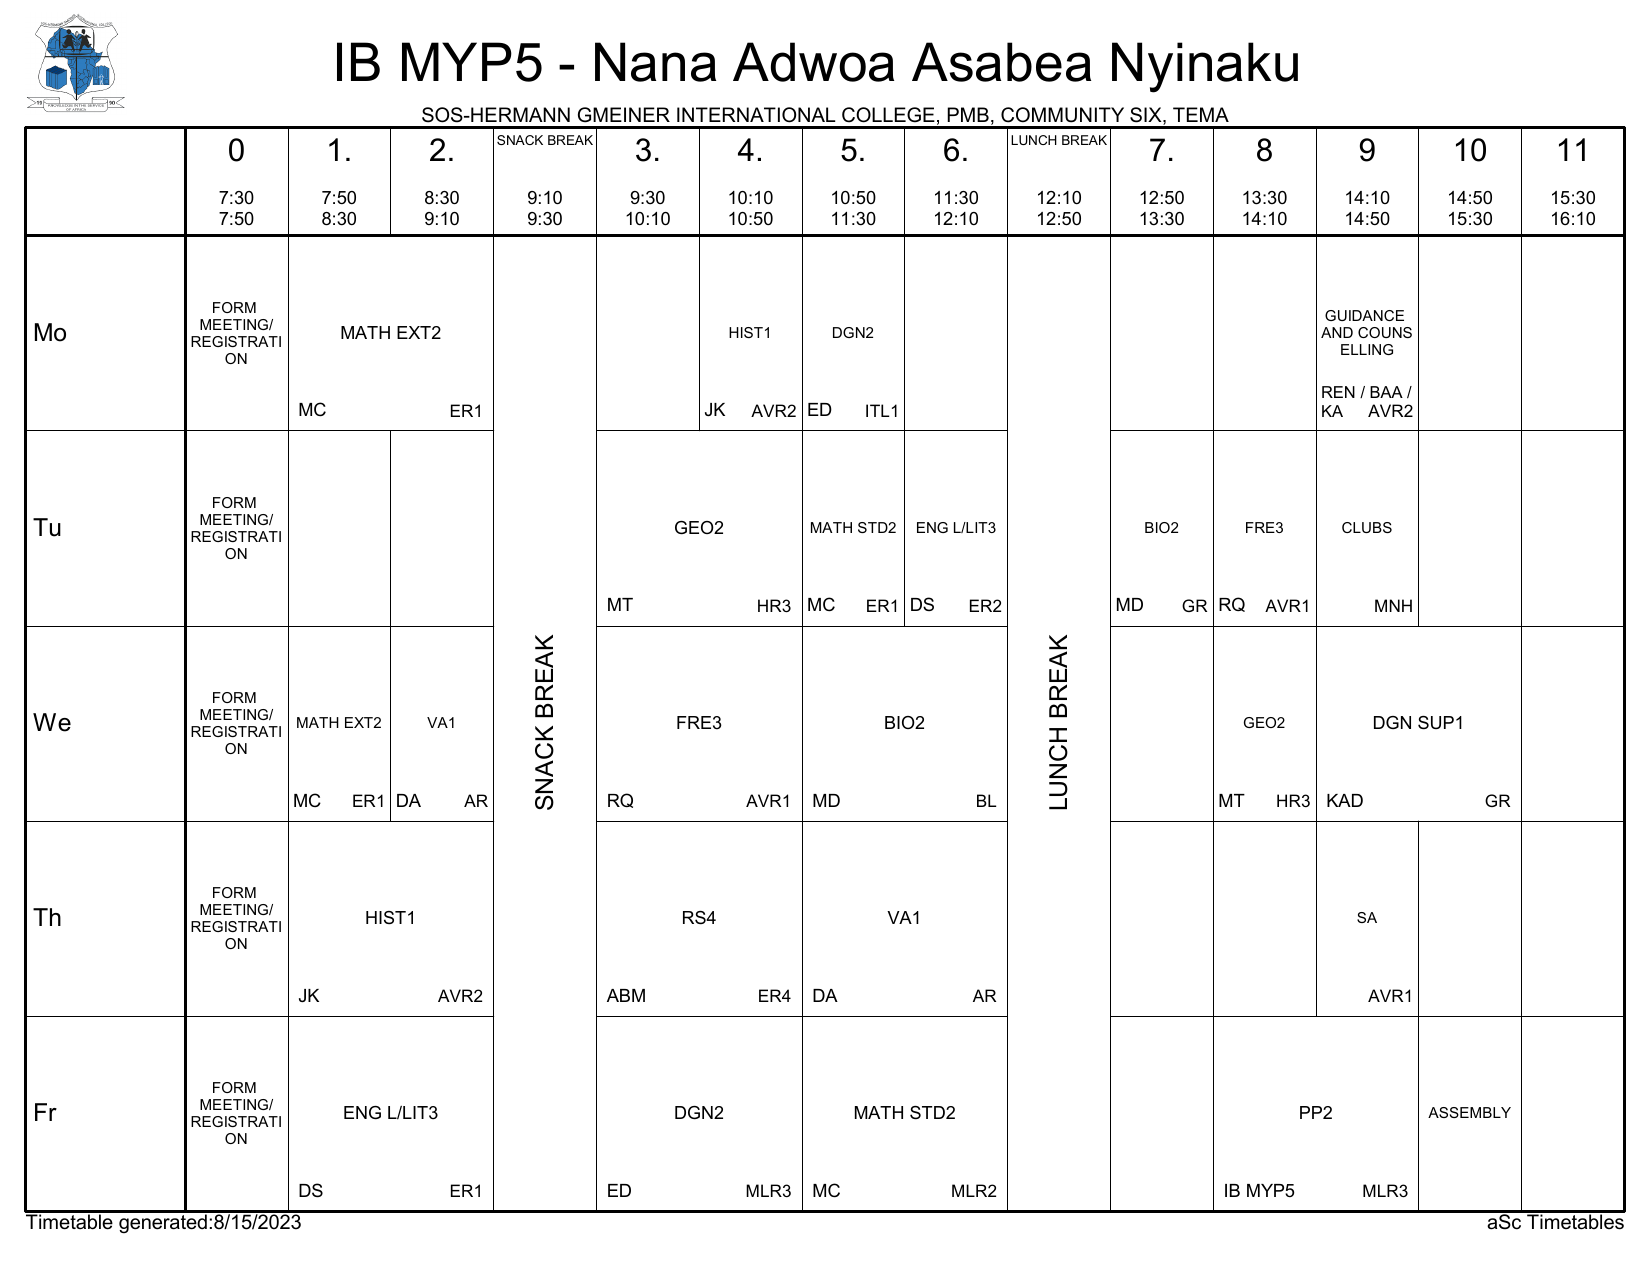 IB MYP5 - Nana Adwoa Asabea Nyinaku
SOS-HERMANN GMEINER INTERNATIONAL COLLEGE, PMB, COMMUNITY SIX, TEMA
19 90
KNOWLEDGE IN THE SERVICE
OF AFRICA
0 1. 2. SNACK BREAK 3. 4. 5. 6. LUNCH BREAK 7. 8 9 10 11
7:30 7:50 8:30 9:10 9:30 10:10 10:50 11:30 12:10 12:50 13:30 14:10 14:50 15:30
7:50 8:30 9:10 9:30 10:10 10:50 11:30 12:10 12:50 13:30 14:10 14:50 15:30 16:10
Mo
FORM
MEETING/
REGISTRATI
ON
MATH EXT2
MC ER1
HIST1
JK AVR2
DGN2
ED ITL1
GUIDANCE
AND COUNS
ELLING
REN / BAA /
KA AVR2
Tu
FORM
MEETING/
REGISTRATI
ON
GEO2
MT HR3
MATH STD2
MC ER1
ENG L/LIT3
DS ER2
BIO2
MD GR
FRE3
RQ AVR1
CLUBS
MNH
We
FORM
MEETING/
REGISTRATI
ON
MATH EXT2
MC ER1
VA1
DA AR
SNACK BREAK
FRE3
RQ AVR1
BIO2
MD BL
LUNCH BREAK
GEO2
MT HR3
DGN SUP1
KAD GR
Th
FORM
MEETING/
REGISTRATI
ON
HIST1
JK AVR2
RS4
ABM ER4
VA1
DA AR
SA
AVR1
Fr
FORM
MEETING/
REGISTRATI
ON
ENG L/LIT3
DS ER1
DGN2
ED MLR3
MATH STD2
MC MLR2
PP2
IB MYP5 MLR3
ASSEMBLY
Timetable generated:8/15/2023
aSc Timetables